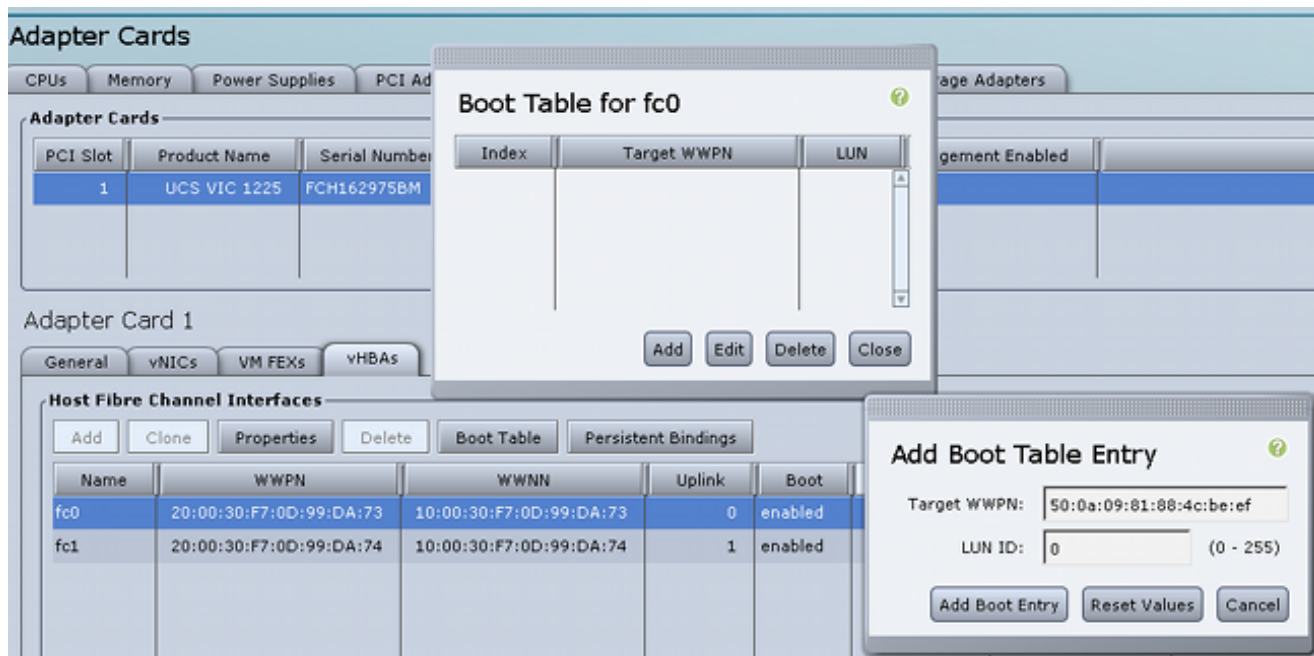 Adapter Cards
CPUs Memory Power Supplies PCI Ad age Adapters
Adapter Cards
PCI Slot Product Name Serial Number gement Enabled
1 UCS VIC 1225 FCH162975BM
Boot Table for fc0
Index Target WWPN LUN
Add Edit Delete Close
Adapter Card 1
General vNICs VM FEXs vHBAs
Host Fibre Channel Interfaces
Add Clone Properties Delete Boot Table Persistent Bindings
Name WWPN WWNN Uplink Boot
fc0 20:00:30:F7:0D:99:DA:73 10:00:30:F7:0D:99:DA:73 0 enabled
fc1 20:00:30:F7:0D:99:DA:74 10:00:30:F7:0D:99:DA:74 1 enabled
Add Boot Table Entry
Target WWPN: 50:0a:09:81:88:4c:be:ef
LUN ID: 0 (0 - 255)
Add Boot Entry Reset Values Cancel